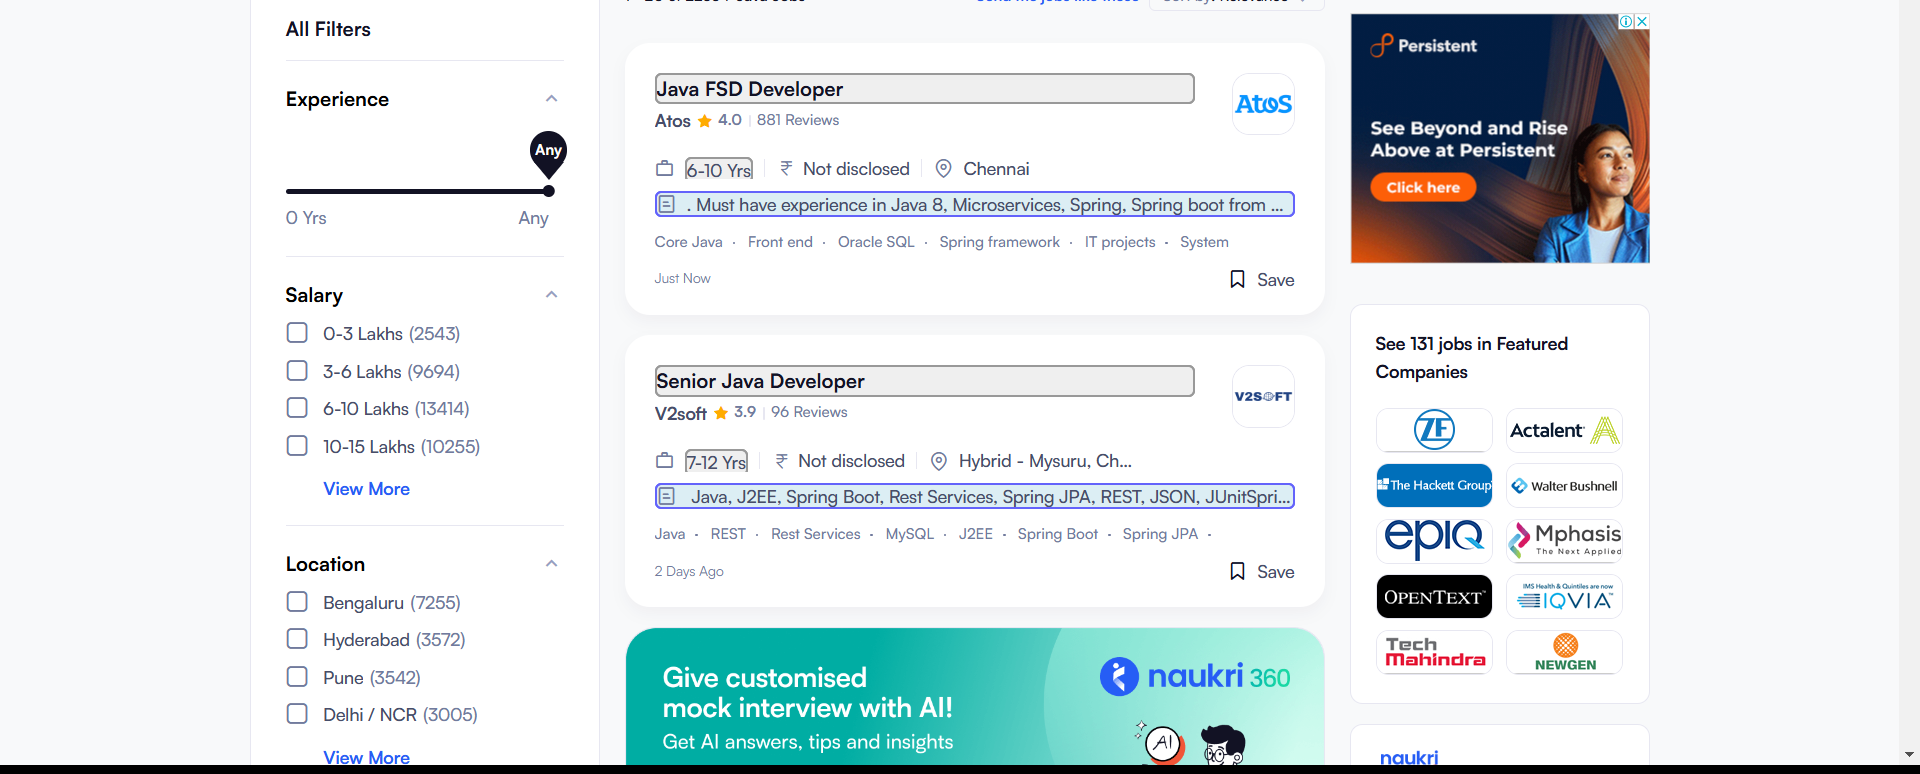 All Filters
Experience
Any
0 Yrs
Any
Salary
0-3 Lakhs (2543)
3-6 Lakhs (9694)
6-10 Lakhs (13414)
10-15 Lakhs (10255)
View More
Location
Bengaluru (7255)
Hyderabad (3572)
Pune (3542)
Delhi / NCR (3005)
View More
Java FSD Developer
Atos 4.0 | 881 Reviews
Atos
6-10 Yrs
₹ Not disclosed
Chennai
. Must have experience in Java 8, Microservices, Spring, Spring boot from ...
Core Java · Front end · Oracle SQL · Spring framework · IT projects · System
Just Now
Save
Senior Java Developer
V2soft 3.9 | 96 Reviews
V2SOFT
7-12 Yrs
₹ Not disclosed
Hybrid - Mysuru, Ch...
Java, J2EE, Spring Boot, Rest Services, Spring JPA, REST, JSON, JUnitSpri...
Java · REST · Rest Services · MySQL · J2EE · Spring Boot · Spring JPA ·
2 Days Ago
Save
Give customised
mock interview with AI!
Get AI answers, tips and insights
naukri 360
AI
Persistent
See Beyond and Rise
Above at Persistent
Click here
See 131 jobs in Featured
Companies
ZF
Actalent
The Hackett Group
Walter Bushnell
epiq
Mphasis
The Next Applied
OPENTEXT™
IMS Health & Quintiles are now
IQVIA™
Tech
Mahindra
NEWGEN
naukri